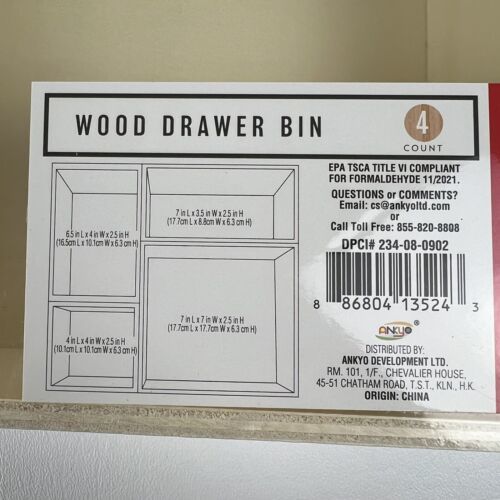 WOOD DRAWER BIN
4
COUNT
6.5 in L x 4 in W x 2.5 in H
(16.5cm L x 10.1cm W x 6.3 cm H)
7 in L x 3.5 in W x 2.5 in H
(17.7cm L x 8.8cm W x 6.3 cm H)
4 in L x 4 in W x 2.5 in H
(10.1cm L x 10.1cm W x 6.3 cm H)
7 in L x 7 in W x 2.5 in H
(17.7cm L x 17.7cm W x 6.3 cm H)
EPA TSCA TITLE VI COMPLIANT
FOR FORMALDEHYDE 11/2021.
QUESTIONS or COMMENTS?
Email: cs@ankyoltd.com
or
Call Toll Free: 855-820-8808
DPCI# 234-08-0902
8 86804 13524 3
ANKYO
DISTRIBUTED BY:
ANKYO DEVELOPMENT LTD.
RM. 101, 1/F., CHEVALIER HOUSE,
45-51 CHATHAM ROAD, T.S.T., KLN., H.K.
ORIGIN: CHINA